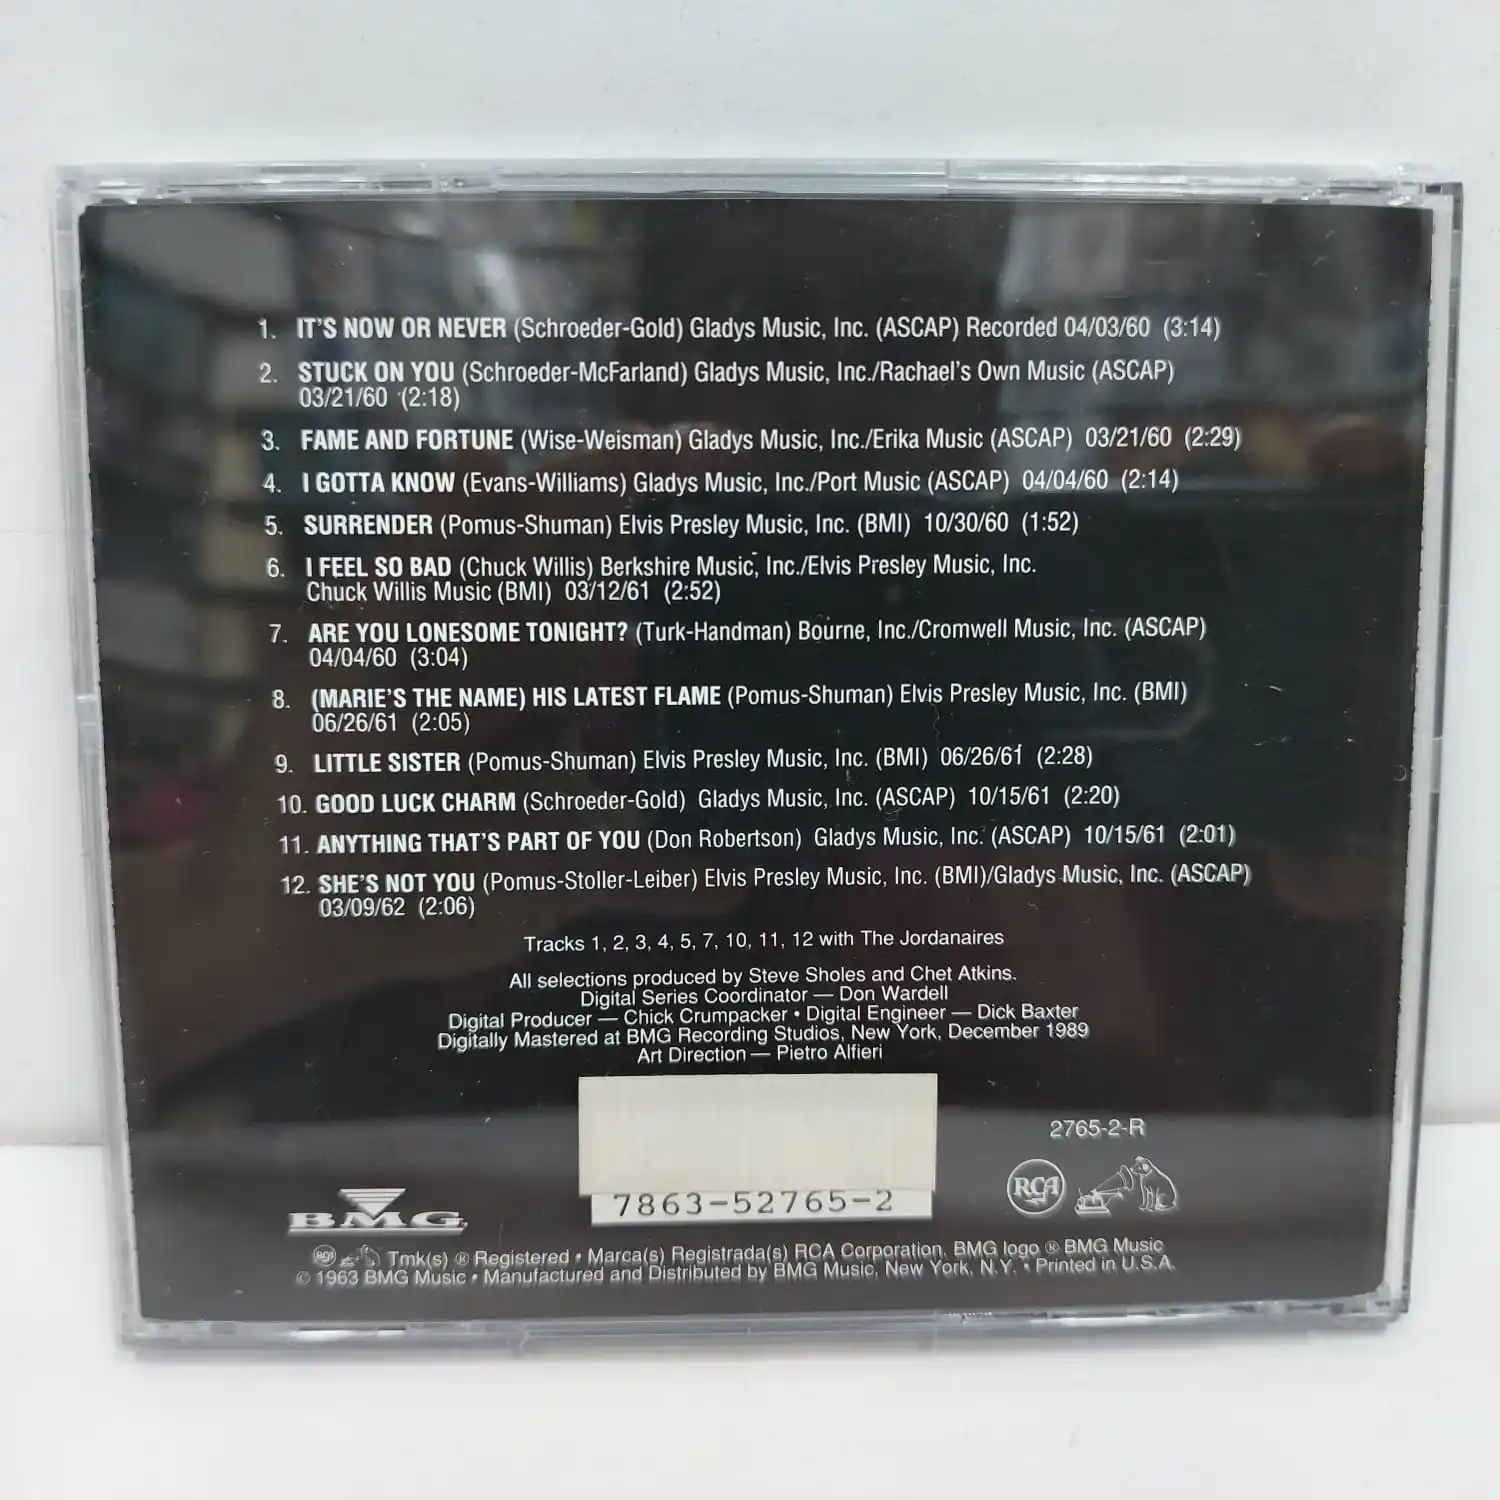 1. IT'S NOW OR NEVER (Schroeder-Gold) Gladys Music, Inc. (ASCAP) Recorded 04/03/60 (3:14)
2. STUCK ON YOU (Schroeder-McFarland) Gladys Music, Inc./Rachael's Own Music (ASCAP)
03/21/60 (2:18)
3. FAME AND FORTUNE (Wise-Weisman) Gladys Music, Inc./Erika Music (ASCAP) 03/21/60 (2:29)
4. I GOTTA KNOW (Evans-Williams) Gladys Music, Inc./Port Music (ASCAP) 04/04/60 (2:14)
5. SURRENDER (Pomus-Shuman) Elvis Presley Music, Inc. (BMI) 10/30/60 (1:52)
6. I FEEL SO BAD (Chuck Willis) Berkshire Music, Inc./Elvis Presley Music, Inc.
Chuck Willis Music (BMI) 03/12/61 (2:52)
7. ARE YOU LONESOME TONIGHT? (Turk-Handman) Bourne, Inc./Cromwell Music, Inc. (ASCAP)
04/04/60 (3:04)
8. (MARIE'S THE NAME) HIS LATEST FLAME (Pomus-Shuman) Elvis Presley Music, Inc. (BMI)
06/26/61 (2:05)
9. LITTLE SISTER (Pomus-Shuman) Elvis Presley Music, Inc. (BMI) 06/26/61 (2:28)
10. GOOD LUCK CHARM (Schroeder-Gold) Gladys Music, Inc. (ASCAP) 10/15/61 (2:20)
11. ANYTHING THAT'S PART OF YOU (Don Robertson) Gladys Music, Inc. (ASCAP) 10/15/61 (2:01)
12. SHE'S NOT YOU (Pomus-Stoller-Leiber) Elvis Presley Music, Inc. (BMI)/Gladys Music, Inc. (ASCAP)
03/09/62 (2:06)
Tracks 1, 2, 3, 4, 5, 7, 10, 11, 12 with The Jordanaires
All selections produced by Steve Sholes and Chet Atkins.
Digital Series Coordinator — Don Wardell
Digital Producer — Chick Crumpacker • Digital Engineer — Dick Baxter
Digitally Mastered at BMG Recording Studios, New York, December 1989
Art Direction — Pietro Alfieri
2765-2-R
RCA
7863-52765-2
BMG
RCA Tmk(s) ® Registered • Marca(s) Registrada(s) RCA Corporation. BMG logo ® BMG Music
© 1963 BMG Music • Manufactured and Distributed by BMG Music, New York, N.Y. • Printed in U.S.A.